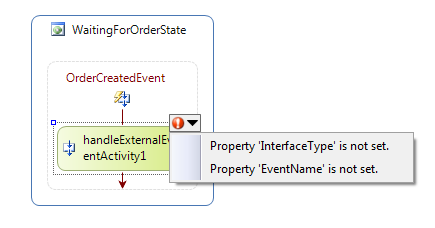 WaitingForOrderState
OrderCreatedEvent
handleExternalEv
entActivity1
Property 'InterfaceType' is not set.
Property 'EventName' is not set.